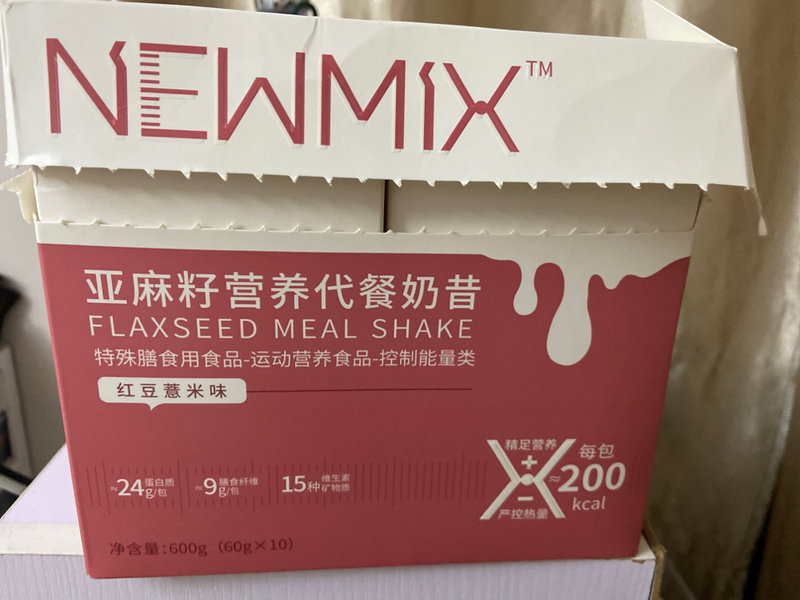 NEWMIX™
亚麻籽营养代餐奶昔
FLAXSEED MEAL SHAKE
特殊膳食用食品-运动营养食品-控制能量类
红豆薏米味
≈24g/包 蛋白质
≈9g/包 膳食纤维
15种 维生素 矿物质
精足营养
+
−
严控热量
每包
≈200
kcal
净含量:600g（60g×10）